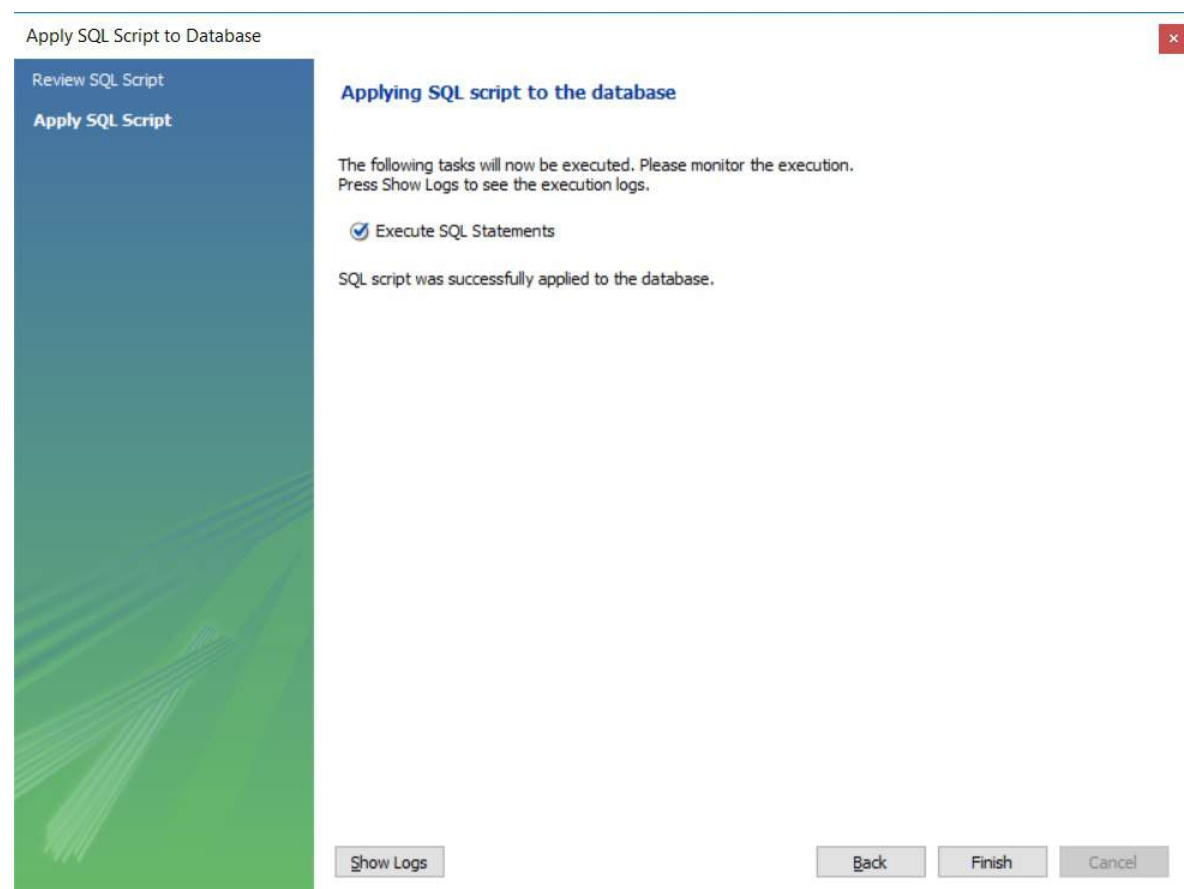 Apply SQL Script to Database
Review SQL Script
Apply SQL Script
Applying SQL script to the database
The following tasks will now be executed. Please monitor the execution.
Press Show Logs to see the execution logs.
Execute SQL Statements
SQL script was successfully applied to the database.
Show Logs
Back
Finish
Cancel